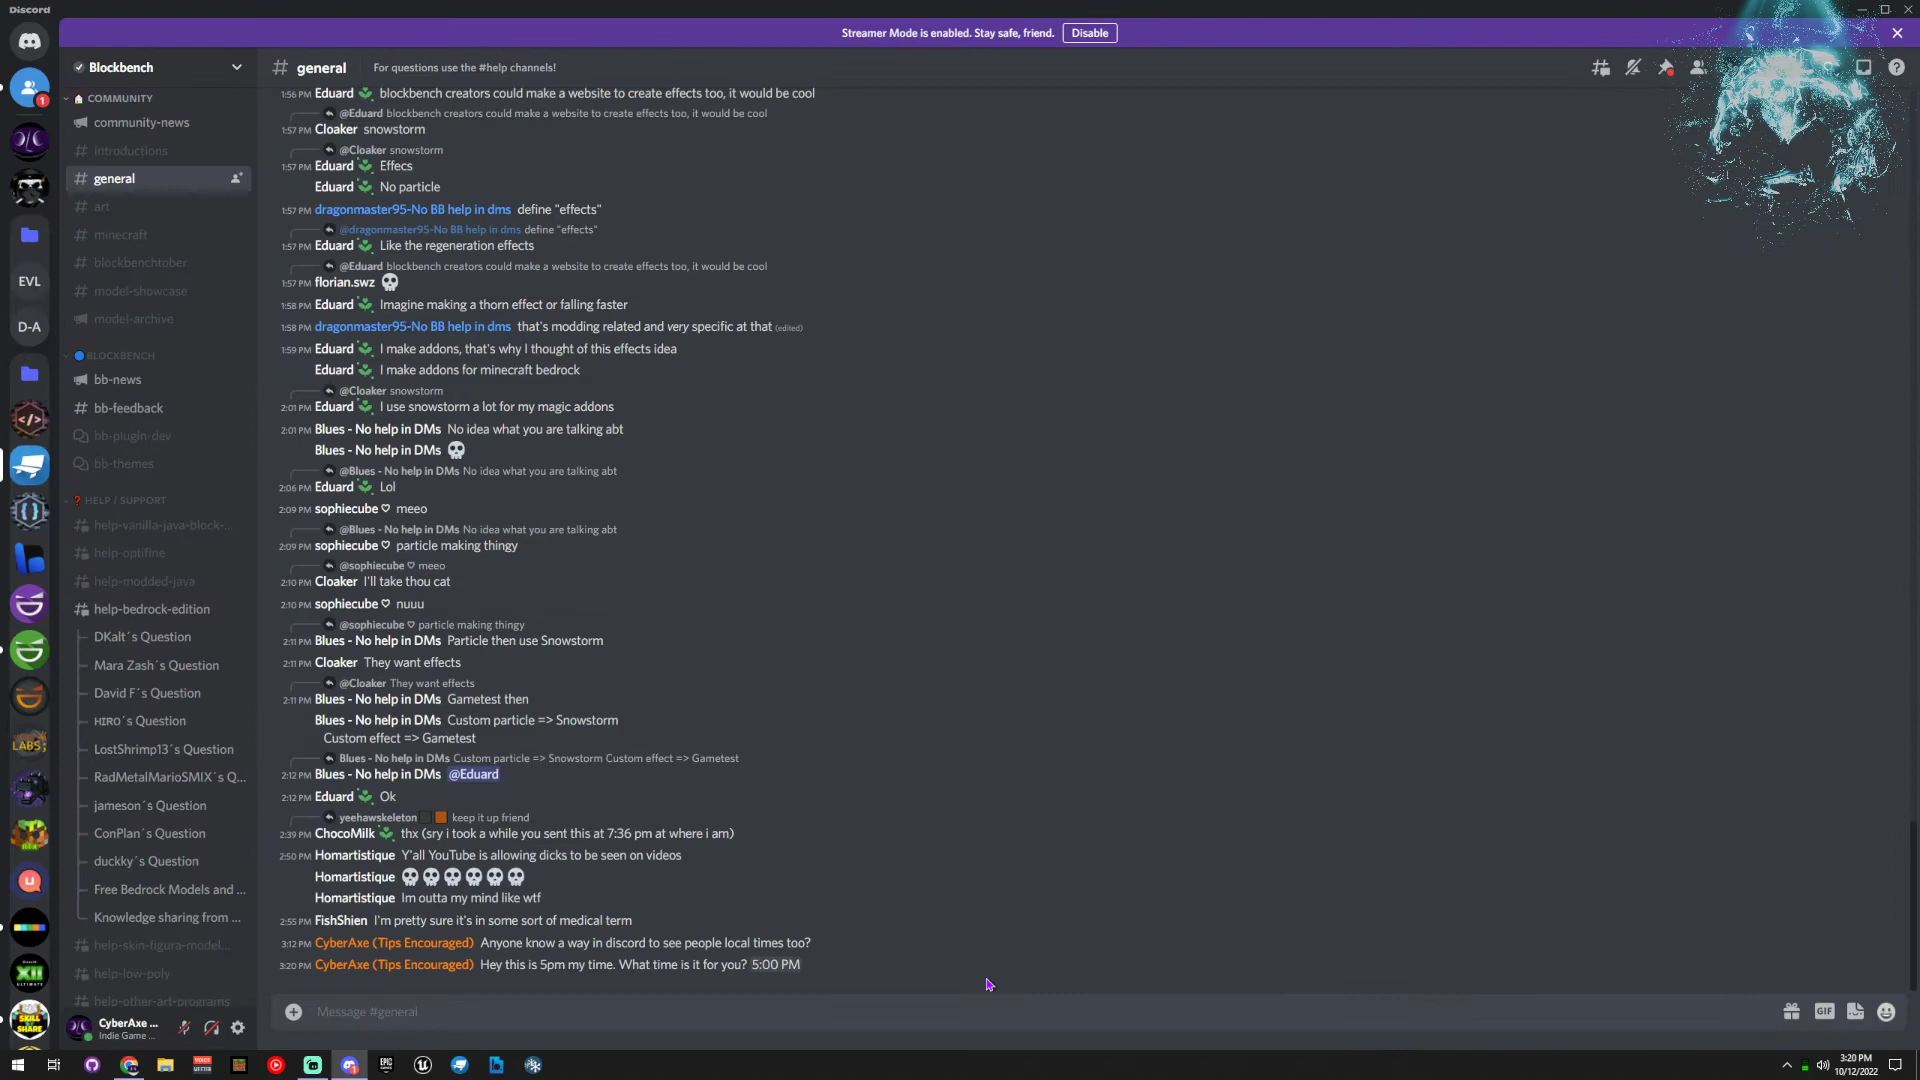 Discord
Streamer Mode is enabled. Stay safe, friend. Disable
Blockbench
general For questions use the #help channels!
COMMUNITY
community-news
introductions
general
art
minecraft
blockbenchtober
model-showcase
model-archive
BLOCKBENCH
bb-news
bb-feedback
bb-plugin-dev
bb-themes
HELP / SUPPORT
help-vanilla-java-block-...
help-optifine
help-modded-java
help-bedrock-edition
DKalt´s Question
Mara Zash´s Question
David F´s Question
HIRO´s Question
LostShrimp13´s Question
RadMetalMarioSMIX´s Q...
jameson´s Question
ConPlan´s Question
duckky´s Question
Free Bedrock Models and ...
Knowledge sharing from ...
help-skin-figura-model...
help-low-poly
help-other-art-programs
CyberAxe ...
Indie Game ...
EVL
D-A
LABS;
XII
ULTIMATE
SKILL
SHARE
1:56 PM Eduard blockbench creators could make a website to create effects too, it would be cool
@Eduard blockbench creators could make a website to create effects too, it would be cool
1:57 PM Cloaker snowstorm
@Cloaker snowstorm
1:57 PM Eduard Effecs
Eduard No particle
1:57 PM dragonmaster95-No BB help in dms define "effects"
@dragonmaster95-No BB help in dms define "effects"
1:57 PM Eduard Like the regeneration effects
@Eduard blockbench creators could make a website to create effects too, it would be cool
1:57 PM florian.swz 💀
1:58 PM Eduard Imagine making a thorn effect or falling faster
1:58 PM dragonmaster95-No BB help in dms that's modding related and very specific at that (edited)
1:59 PM Eduard I make addons, that's why I thought of this effects idea
Eduard I make addons for minecraft bedrock
@Cloaker snowstorm
2:01 PM Eduard I use snowstorm a lot for my magic addons
2:01 PM Blues - No help in DMs No idea what you are talking abt
Blues - No help in DMs 💀
@Blues - No help in DMs No idea what you are talking abt
2:06 PM Eduard Lol
2:09 PM sophiecube ♡ meeo
@Blues - No help in DMs No idea what you are talking abt
2:09 PM sophiecube ♡ particle making thingy
@sophiecube ♡ meeo
2:10 PM Cloaker I'll take thou cat
2:10 PM sophiecube ♡ nuuu
@sophiecube ♡ particle making thingy
2:11 PM Blues - No help in DMs Particle then use Snowstorm
2:11 PM Cloaker They want effects
@Cloaker They want effects
2:11 PM Blues - No help in DMs Gametest then
Blues - No help in DMs Custom particle => Snowstorm
Custom effect => Gametest
Blues - No help in DMs Custom particle => Snowstorm Custom effect => Gametest
2:12 PM Blues - No help in DMs @Eduard
2:12 PM Eduard Ok
yeehawskeleton keep it up friend
2:39 PM ChocoMilk thx (sry i took a while you sent this at 7:36 pm at where i am)
2:50 PM Homartistique Y'all YouTube is allowing dicks to be seen on videos
Homartistique 💀💀💀💀💀💀
Homartistique Im outta my mind like wtf
2:55 PM FishShien I'm pretty sure it's in some sort of medical term
3:12 PM CyberAxe (Tips Encouraged) Anyone know a way in discord to see people local times too?
3:20 PM CyberAxe (Tips Encouraged) Hey this is 5pm my time. What time is it for you? 5:00 PM
Message #general
GIF
VOICE
MEETER
EPIC
GAMES
3:20 PM
10/12/2022